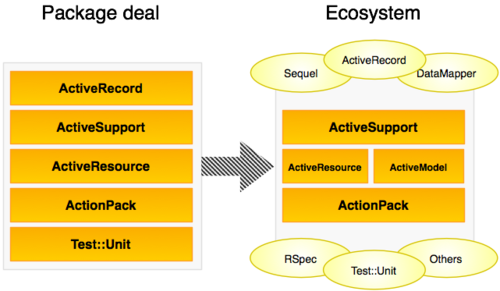 Package deal
ActiveRecord
ActiveSupport
ActiveResource
ActionPack
Test::Unit
Ecosystem
Sequel
ActiveRecord
DataMapper
ActiveSupport
ActiveResource
ActiveModel
ActionPack
RSpec
Test::Unit
Others